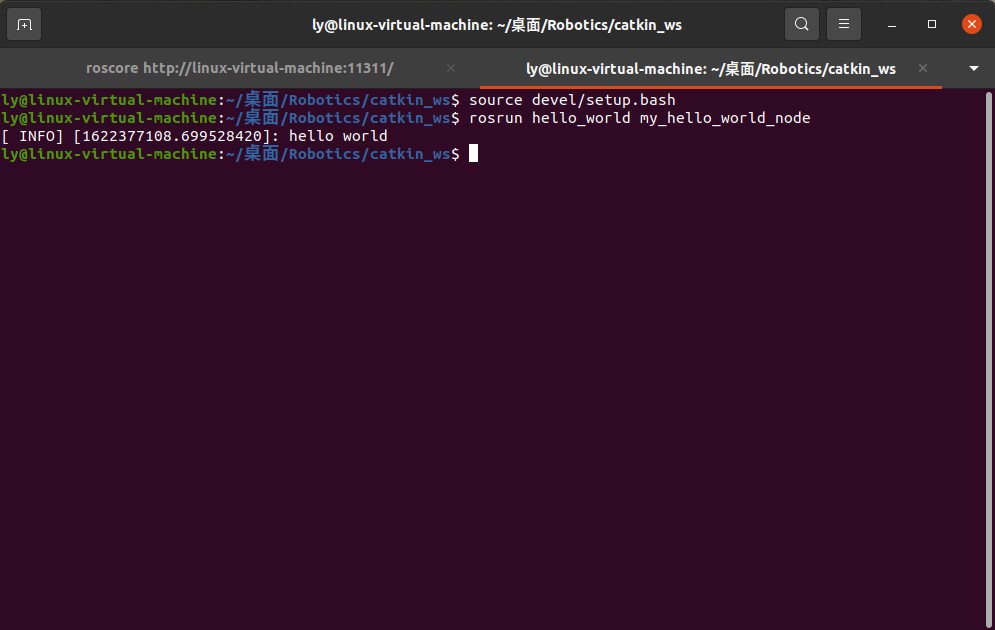 ly@linux-virtual-machine: ~/桌面/Robotics/catkin_ws
roscore http://linux-virtual-machine:11311/
ly@linux-virtual-machine: ~/桌面/Robotics/catkin_ws
ly@linux-virtual-machine:~/桌面/Robotics/catkin_ws$ source devel/setup.bash
ly@linux-virtual-machine:~/桌面/Robotics/catkin_ws$ rosrun hello_world my_hello_world_node
[ INFO] [1622377108.699528420]: hello world
ly@linux-virtual-machine:~/桌面/Robotics/catkin_ws$